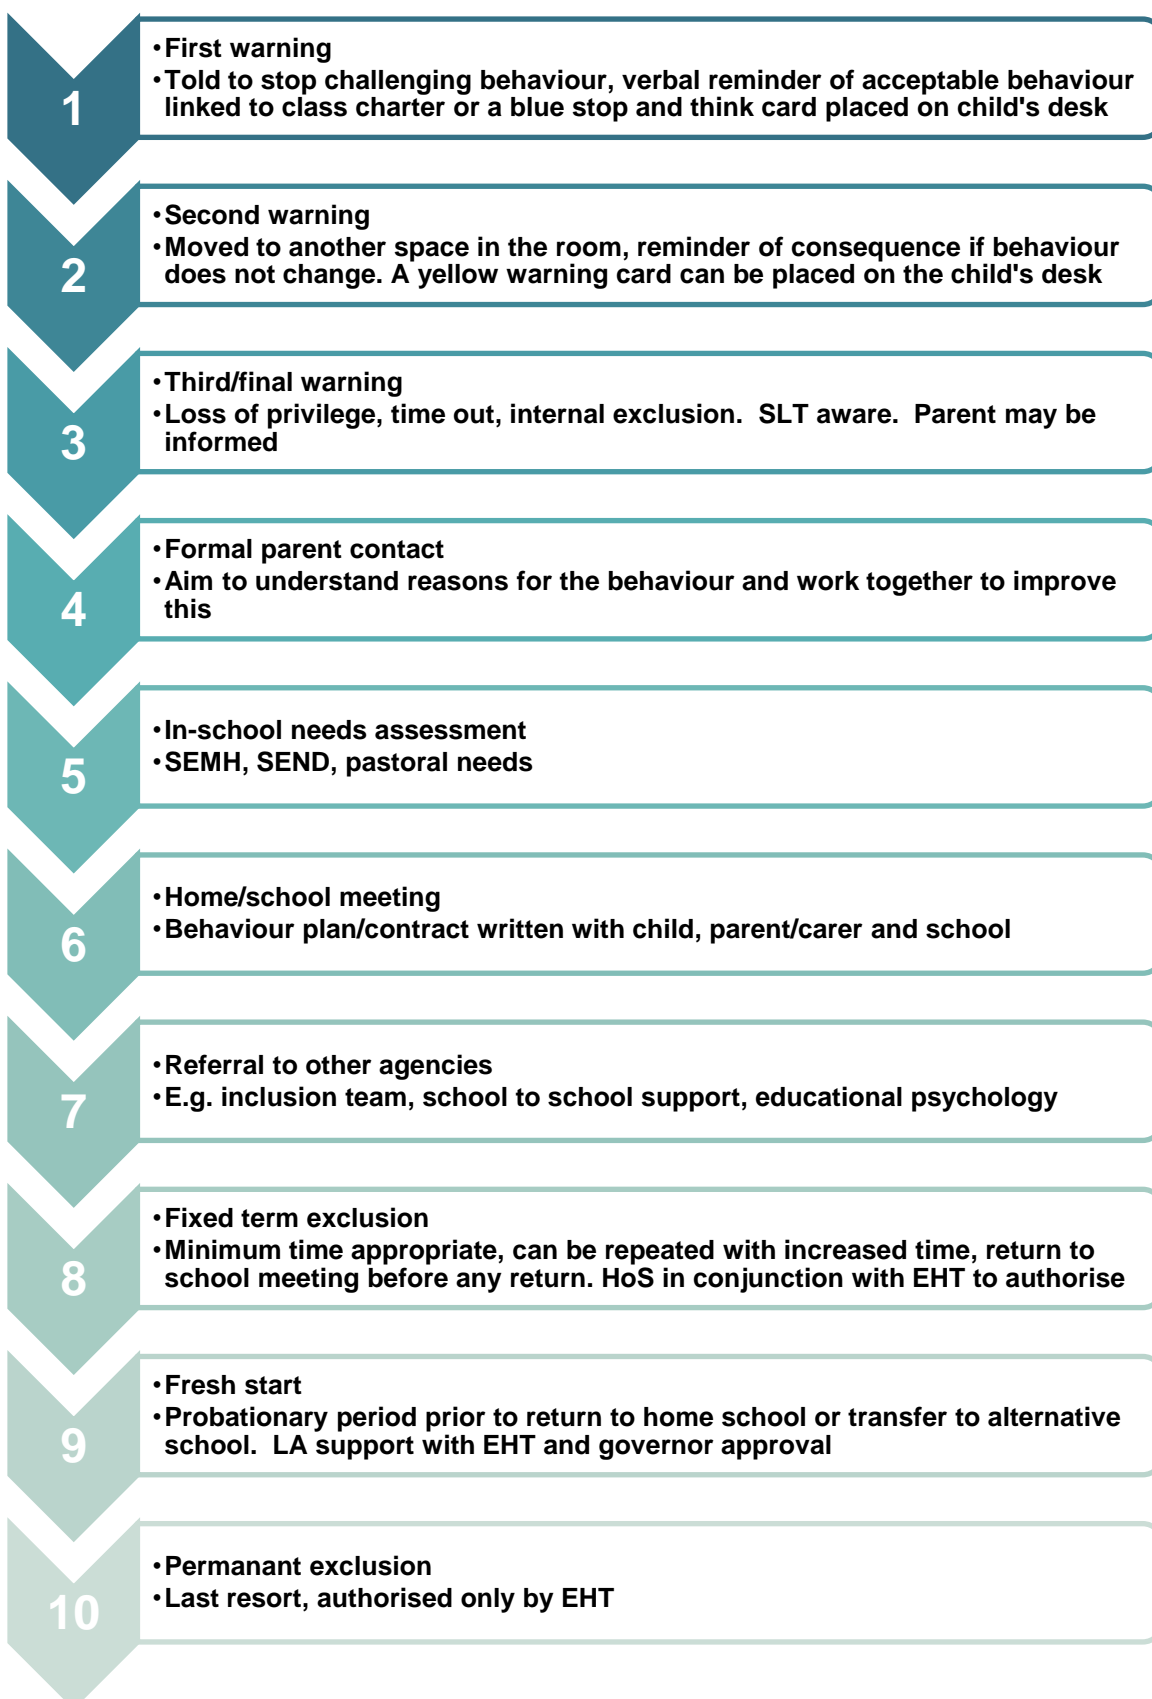 1
•First warning
•Told to stop challenging behaviour, verbal reminder of acceptable behaviour
linked to class charter or a blue stop and think card placed on child's desk
2
•Second warning
•Moved to another space in the room, reminder of consequence if behaviour
does not change. A yellow warning card can be placed on the child's desk
3
•Third/final warning
•Loss of privilege, time out, internal exclusion.  SLT aware.  Parent may be
informed
4
•Formal parent contact
•Aim to understand reasons for the behaviour and work together to improve
this
5
•In-school needs assessment
•SEMH, SEND, pastoral needs
6
•Home/school meeting
•Behaviour plan/contract written with child, parent/carer and school
7
•Referral to other agencies
•E.g. inclusion team, school to school support, educational psychology
8
•Fixed term exclusion
•Minimum time appropriate, can be repeated with increased time, return to
school meeting before any return. HoS in conjunction with EHT to authorise
9
•Fresh start
•Probationary period prior to return to home school or transfer to alternative
school.  LA support with EHT and governor approval
10
•Permanant exclusion
•Last resort, authorised only by EHT